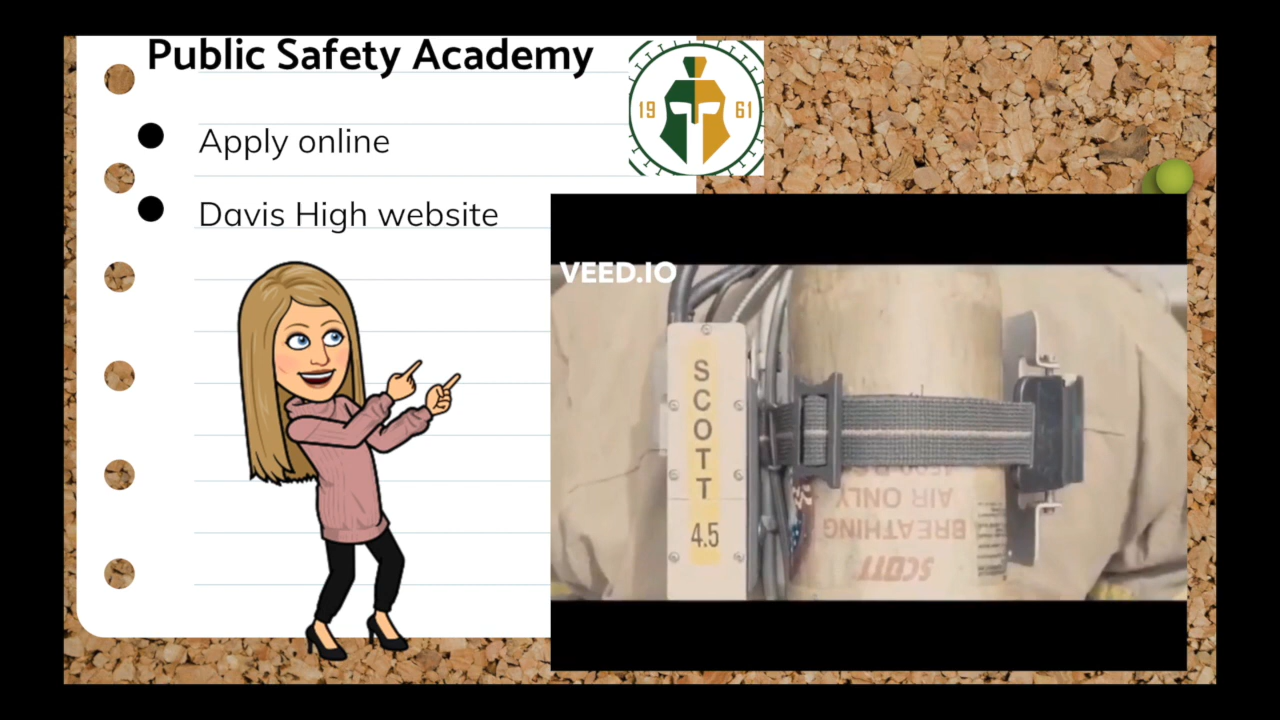 Public Safety Academy
19 61
Apply online
Davis High website
VEED.IO
SCOTT
4.5
AIR ONLY
BREATHING
SCOTT